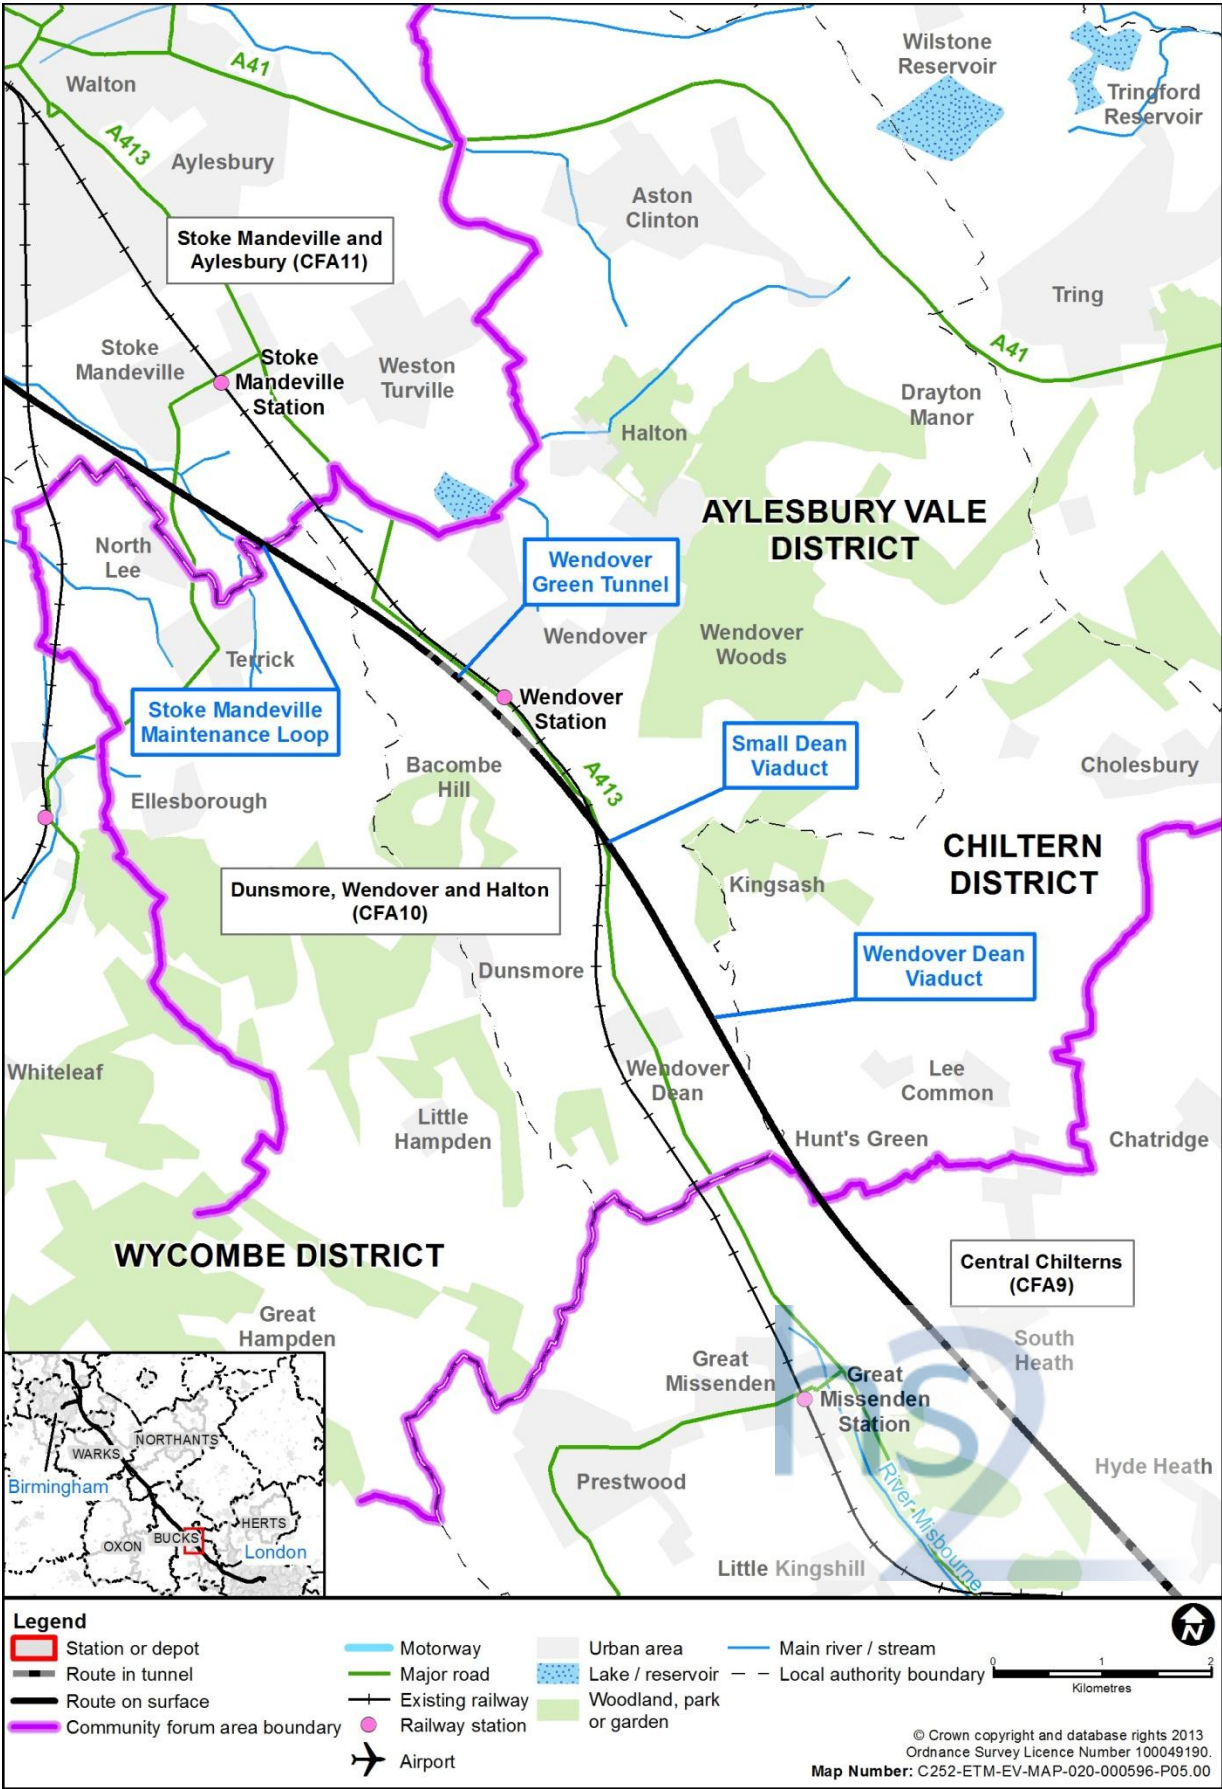 Wilstone
Reservoir
Tringford
Reservoir
A41
Walton
A413
Aylesbury
Aston
Clinton
Stoke Mandeville and
Aylesbury (CFA11)
Tring
A41
Stoke
Mandeville
Stoke
Mandeville
Station
Weston
Turville
Drayton
Manor
Halton
AYLESBURY VALE
DISTRICT
North
Lee
Wendover
Green Tunnel
Wendover
Wendover
Woods
Terrick
Stoke Mandeville
Maintenance Loop
Wendover
Station
Small Dean
Viaduct
Bacombe
Hill
A413
Cholesbury
Ellesborough
CHILTERN
DISTRICT
Kingsash
Dunsmore, Wendover and Halton
(CFA10)
Wendover Dean
Viaduct
Dunsmore
Whiteleaf
Wendover
Dean
Lee
Common
Little
Hampden
Hunt's Green
Chatridge
WYCOMBE DISTRICT
Central Chilterns
(CFA9)
Great
Hampden
South
Heath
Great
Missenden
Great
Missenden
Station
hs2
Prestwood
Hyde Heath
River Misbourne
Little Kingshill
NORTHANTS
WARKS
Birmingham
HERTS
BUCKS
OXON
London
Legend
Station or depot
Route in tunnel
Route on surface
Community forum area boundary
Motorway
Major road
Existing railway
Railway station
Airport
Urban area
Lake / reservoir
Woodland, park
or garden
Main river / stream
Local authority boundary
N
0 1 2
Kilometres
© Crown copyright and database rights 2013
Ordnance Survey Licence Number 100049190.
Map Number: C252-ETM-EV-MAP-020-000596-P05.00